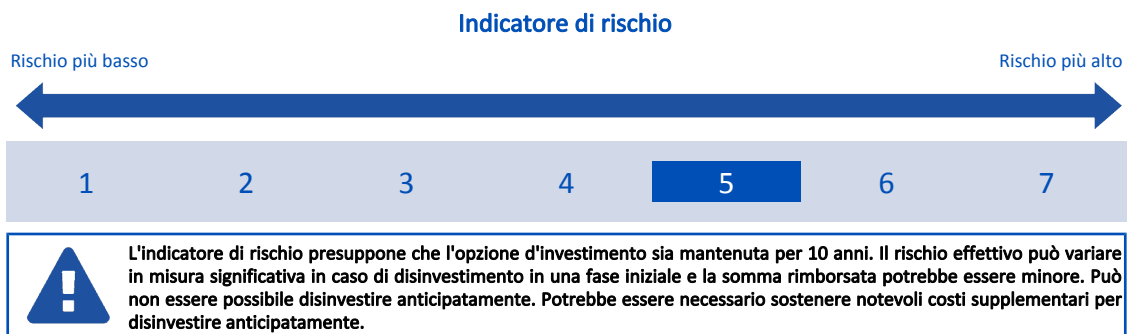 Indicatore di rischio
Rischio più basso
Rischio più alto
1 2 3 4 5 6 7
L'indicatore di rischio presuppone che l'opzione d'investimento sia mantenuta per 10 anni. Il rischio effettivo può variare
in misura significativa in caso di disinvestimento in una fase iniziale e la somma rimborsata potrebbe essere minore. Può
non essere possibile disinvestire anticipatamente. Potrebbe essere necessario sostenere notevoli costi supplementari per
disinvestire anticipatamente.